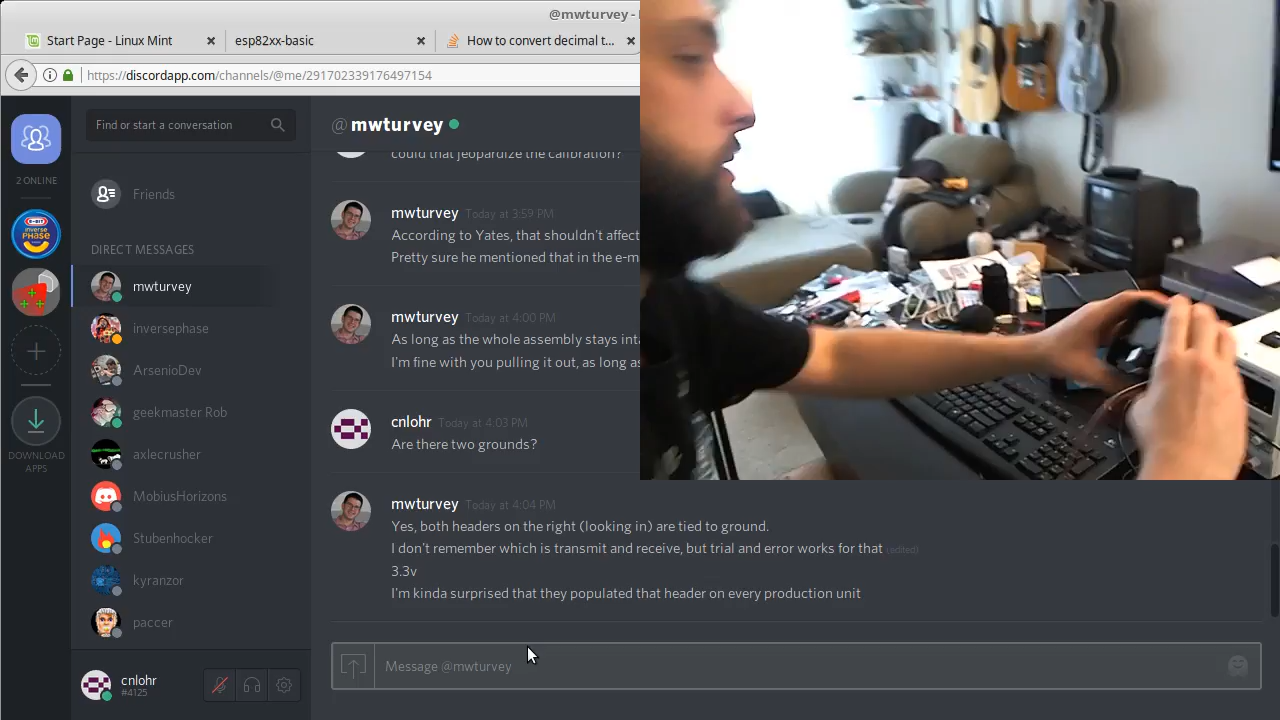 @mwturvey -
Start Page - Linux Mint
esp82xx-basic
How to convert decimal t...
https://discordapp.com/channels/@me/291702339176497154
Find or start a conversation
@mwturvey
2 ONLINE
could that jeopardize the calibration?
Friends
mwturvey Today at 3:59 PM
According to Yates, that shouldn't affect
Pretty sure he mentioned that in the e-m
DIRECT MESSAGES
mwturvey
inversephase
ArsenioDev
geekmaster Rob
axlecrusher
MobiusHorizons
Stubenhocker
kyranzor
paccer
mwturvey Today at 4:00 PM
As long as the whole assembly stays int
I'm fine with you pulling it out, as long as
cnlohr Today at 4:03 PM
Are there two grounds?
mwturvey Today at 4:04 PM
Yes, both headers on the right (looking in) are tied to ground.
I don't remember which is transmit and receive, but trial and error works for that (edited)
3.3v
I'm kinda surprised that they populated that header on every production unit
DOWNLOAD
APPS
Message @mwturvey
cnlohr
#4125